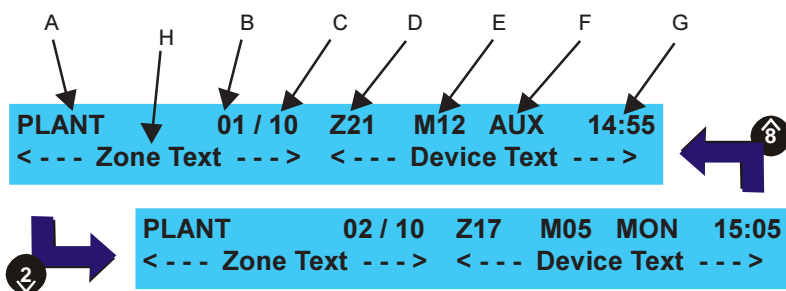 A H B C D E F G
PLANT 01 / 10 Z21 M12 AUX 14:55
< - - - Zone Text - - - > < - - - Device Text - - - >
8
PLANT 02 / 10 Z17 M05 MON 15:05
< - - - Zone Text - - - > < - - - Device Text - - - >
2